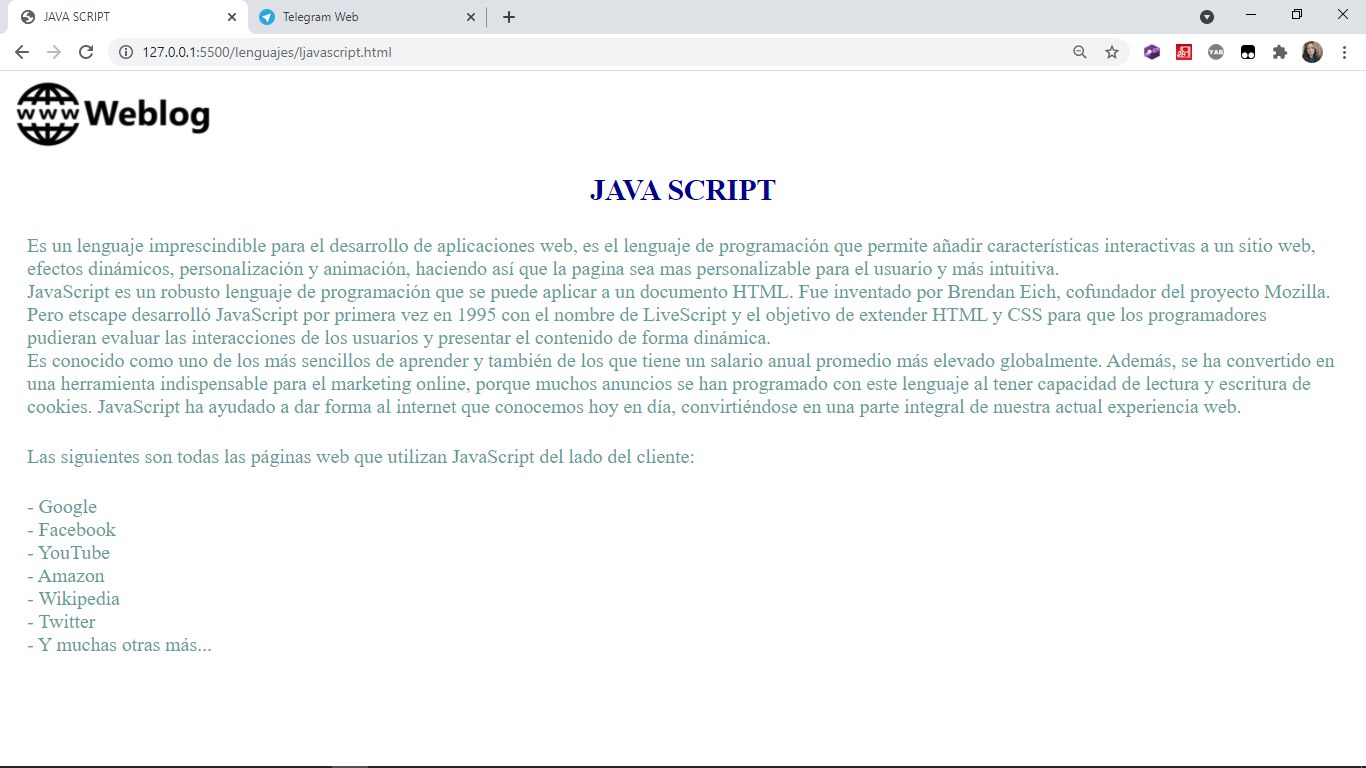 JAVA SCRIPT
Telegram Web
127.0.0.1:5500/lenguajes/ljavascript.html
YAB
www Weblog
JAVA SCRIPT
Es un lenguaje imprescindible para el desarrollo de aplicaciones web, es el lenguaje de programación que permite añadir características interactivas a un sitio web,
efectos dinámicos, personalización y animación, haciendo así que la pagina sea mas personalizable para el usuario y más intuitiva.
JavaScript es un robusto lenguaje de programación que se puede aplicar a un documento HTML. Fue inventado por Brendan Eich, cofundador del proyecto Mozilla.
Pero etscape desarrolló JavaScript por primera vez en 1995 con el nombre de LiveScript y el objetivo de extender HTML y CSS para que los programadores
pudieran evaluar las interacciones de los usuarios y presentar el contenido de forma dinámica.
Es conocido como uno de los más sencillos de aprender y también de los que tiene un salario anual promedio más elevado globalmente. Además, se ha convertido en
una herramienta indispensable para el marketing online, porque muchos anuncios se han programado con este lenguaje al tener capacidad de lectura y escritura de
cookies. JavaScript ha ayudado a dar forma al internet que conocemos hoy en día, convirtiéndose en una parte integral de nuestra actual experiencia web.
Las siguientes son todas las páginas web que utilizan JavaScript del lado del cliente:
- Google
- Facebook
- YouTube
- Amazon
- Wikipedia
- Twitter
- Y muchas otras más...